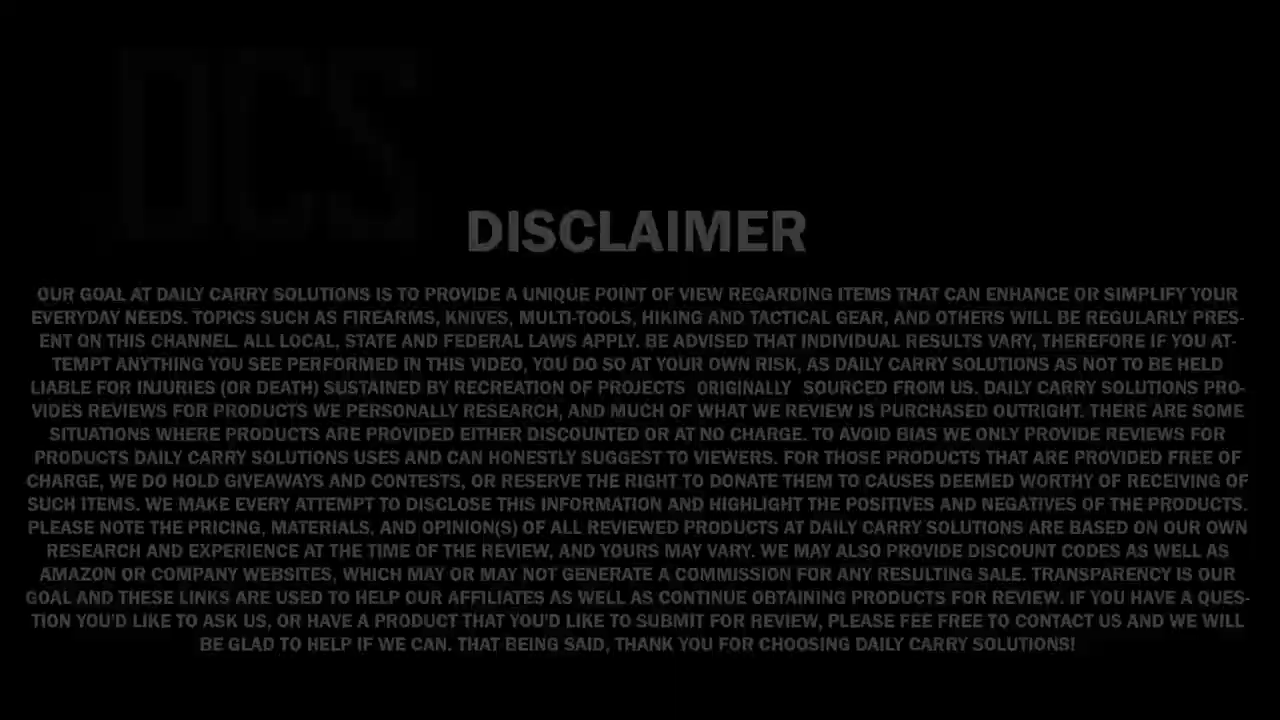 DCS
DISCLAIMER
OUR GOAL AT DAILY CARRY SOLUTIONS IS TO PROVIDE A UNIQUE POINT OF VIEW REGARDING ITEMS THAT CAN ENHANCE OR SIMPLIFY YOUR
EVERYDAY NEEDS. TOPICS SUCH AS FIREARMS, KNIVES, MULTI-TOOLS, HIKING AND TACTICAL GEAR, AND OTHERS WILL BE REGULARLY PRES-
ENT ON THIS CHANNEL. ALL LOCAL, STATE AND FEDERAL LAWS APPLY. BE ADVISED THAT INDIVIDUAL RESULTS VARY, THEREFORE IF YOU AT-
TEMPT ANYTHING YOU SEE PERFORMED IN THIS VIDEO, YOU DO SO AT YOUR OWN RISK, AS DAILY CARRY SOLUTIONS AS NOT TO BE HELD
LIABLE FOR INJURIES (OR DEATH) SUSTAINED BY RECREATION OF PROJECTS ORIGINALLY SOURCED FROM US. DAILY CARRY SOLUTIONS PRO-
VIDES REVIEWS FOR PRODUCTS WE PERSONALLY RESEARCH, AND MUCH OF WHAT WE REVIEW IS PURCHASED OUTRIGHT. THERE ARE SOME
SITUATIONS WHERE PRODUCTS ARE PROVIDED EITHER DISCOUNTED OR AT NO CHARGE. TO AVOID BIAS WE ONLY PROVIDE REVIEWS FOR
PRODUCTS DAILY CARRY SOLUTIONS USES AND CAN HONESTLY SUGGEST TO VIEWERS. FOR THOSE PRODUCTS THAT ARE PROVIDED FREE OF
CHARGE, WE DO HOLD GIVEAWAYS AND CONTESTS, OR RESERVE THE RIGHT TO DONATE THEM TO CAUSES DEEMED WORTHY OF RECEIVING OF
SUCH ITEMS. WE MAKE EVERY ATTEMPT TO DISCLOSE THIS INFORMATION AND HIGHLIGHT THE POSITIVES AND NEGATIVES OF THE PRODUCTS.
PLEASE NOTE THE PRICING, MATERIALS, AND OPINION(S) OF ALL REVIEWED PRODUCTS AT DAILY CARRY SOLUTIONS ARE BASED ON OUR OWN
RESEARCH AND EXPERIENCE AT THE TIME OF THE REVIEW, AND YOURS MAY VARY. WE MAY ALSO PROVIDE DISCOUNT CODES AS WELL AS
AMAZON OR COMPANY WEBSITES, WHICH MAY OR MAY NOT GENERATE A COMMISSION FOR ANY RESULTING SALE. TRANSPARENCY IS OUR
GOAL AND THESE LINKS ARE USED TO HELP OUR AFFILIATES AS WELL AS CONTINUE OBTAINING PRODUCTS FOR REVIEW. IF YOU HAVE A QUES-
TION YOU'D LIKE TO ASK US, OR HAVE A PRODUCT THAT YOU'D LIKE TO SUBMIT FOR REVIEW, PLEASE FEE FREE TO CONTACT US AND WE WILL
BE GLAD TO HELP IF WE CAN. THAT BEING SAID, THANK YOU FOR CHOOSING DAILY CARRY SOLUTIONS!